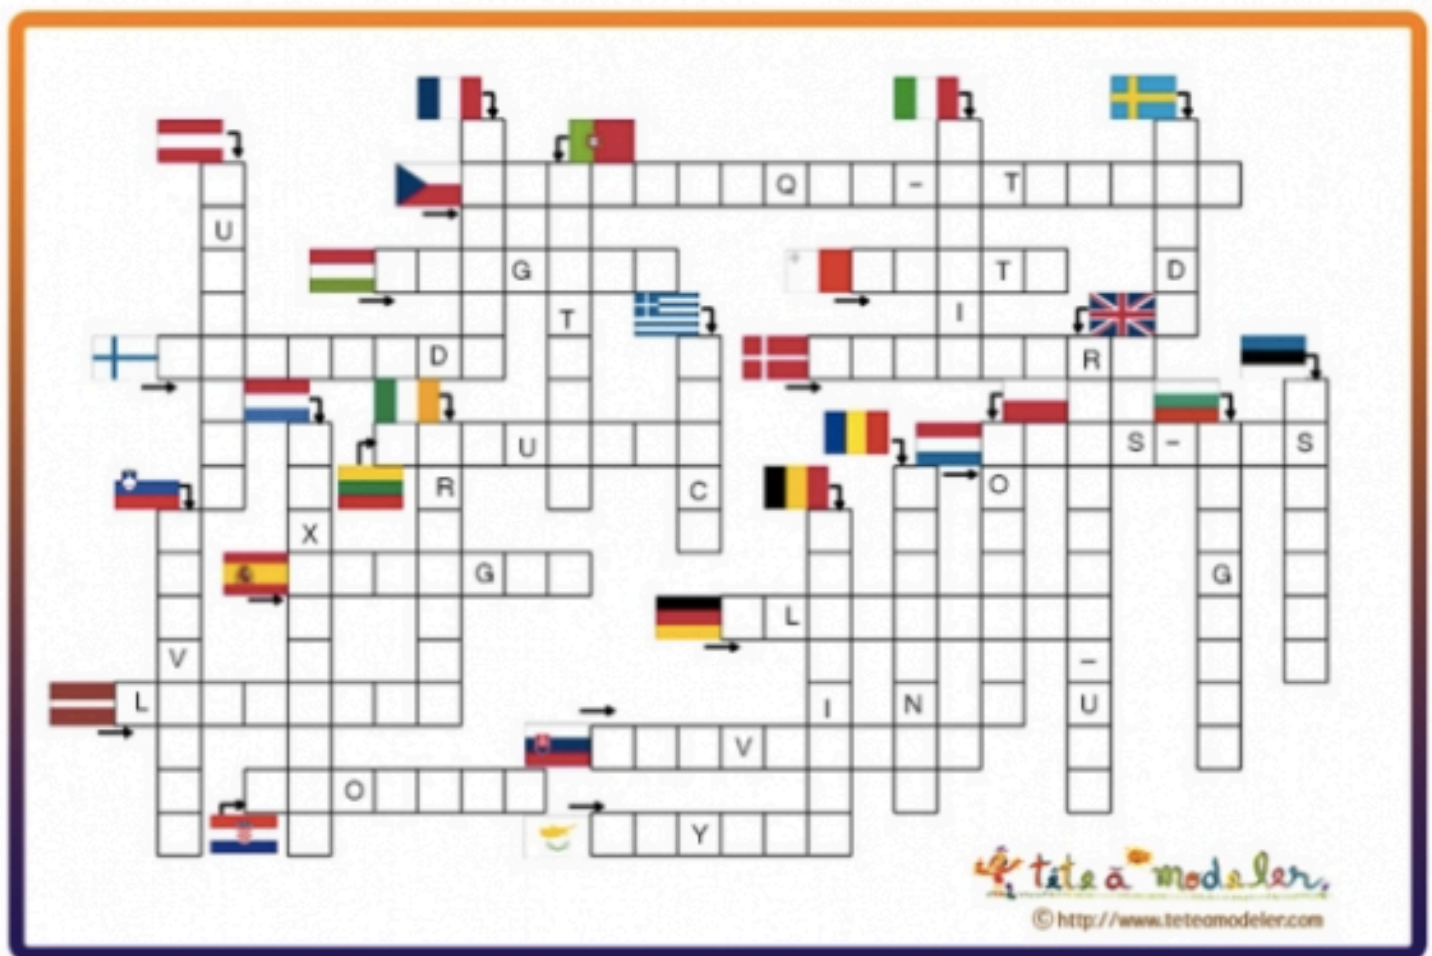 Q - T
U
G T D
T I
D R
U S - S
R C O
X
G G
L
V -
L I N U
V
O
Y
tête à modeler
© http://www.teteamodeler.com